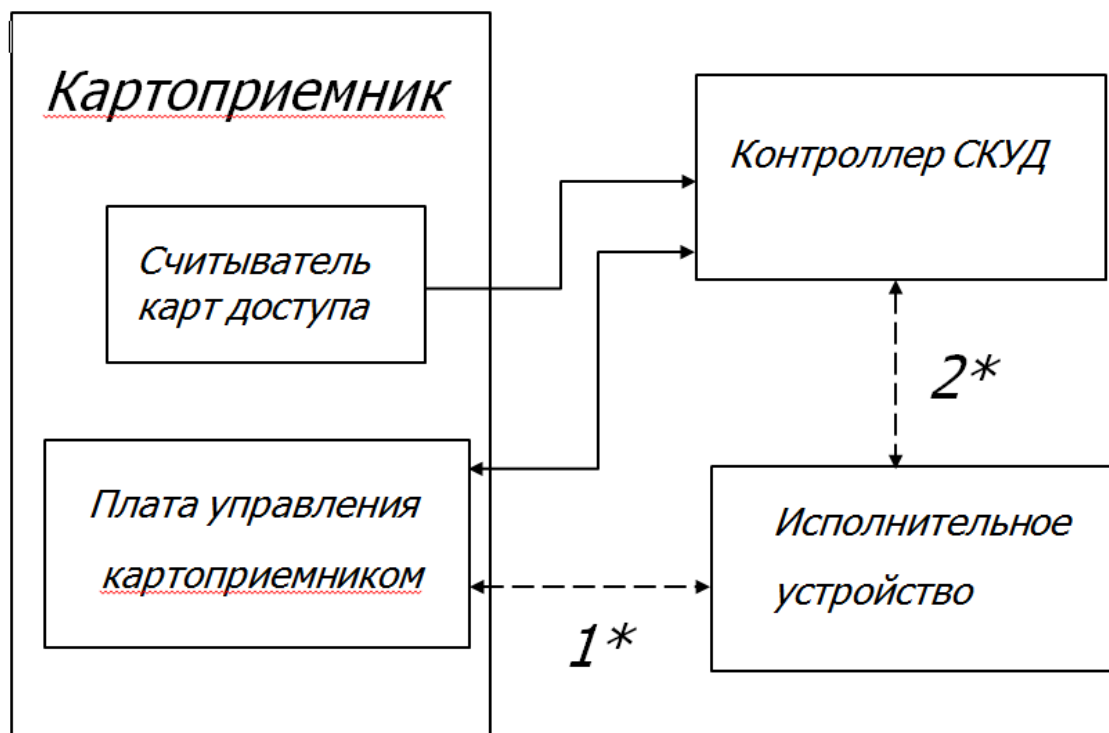 Картоприемник
Контроллер СКУД
Считыватель
карт доступа
2*
Плата управления
картоприемником
Исполнительное
устройство
1*